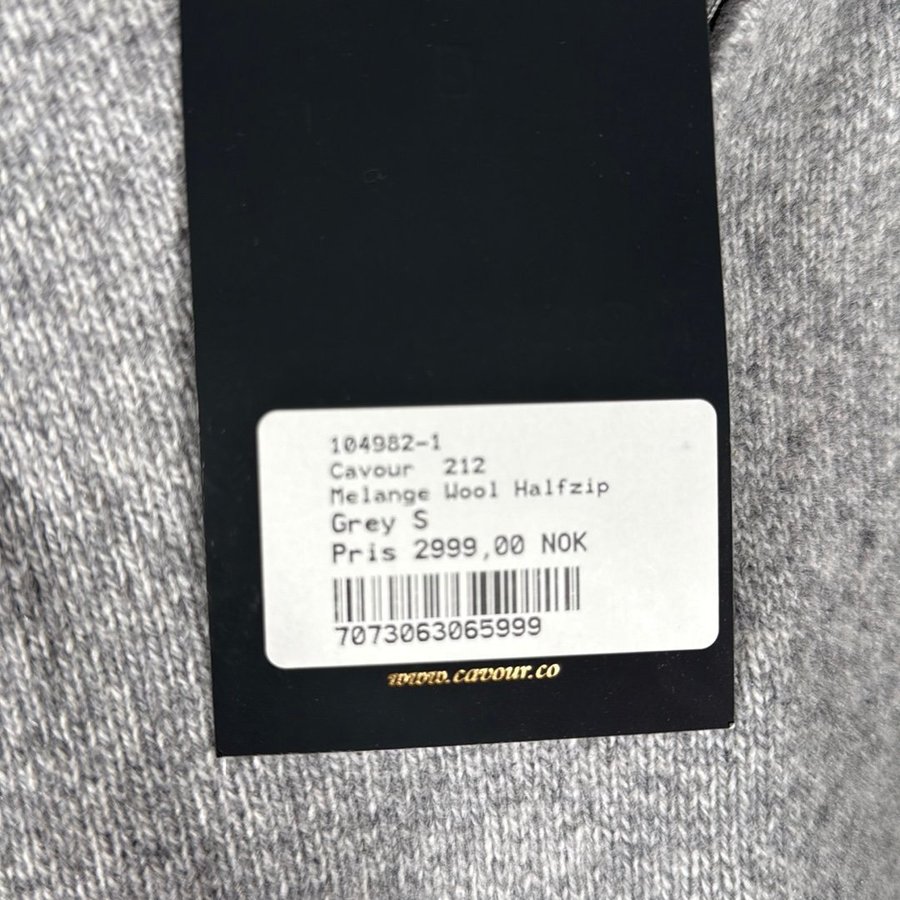 104982-1
Cavour 212
Melange Wool Halfzip
Grey S
Pris 2999,00 NOK
7073063065999
www.cavour.co